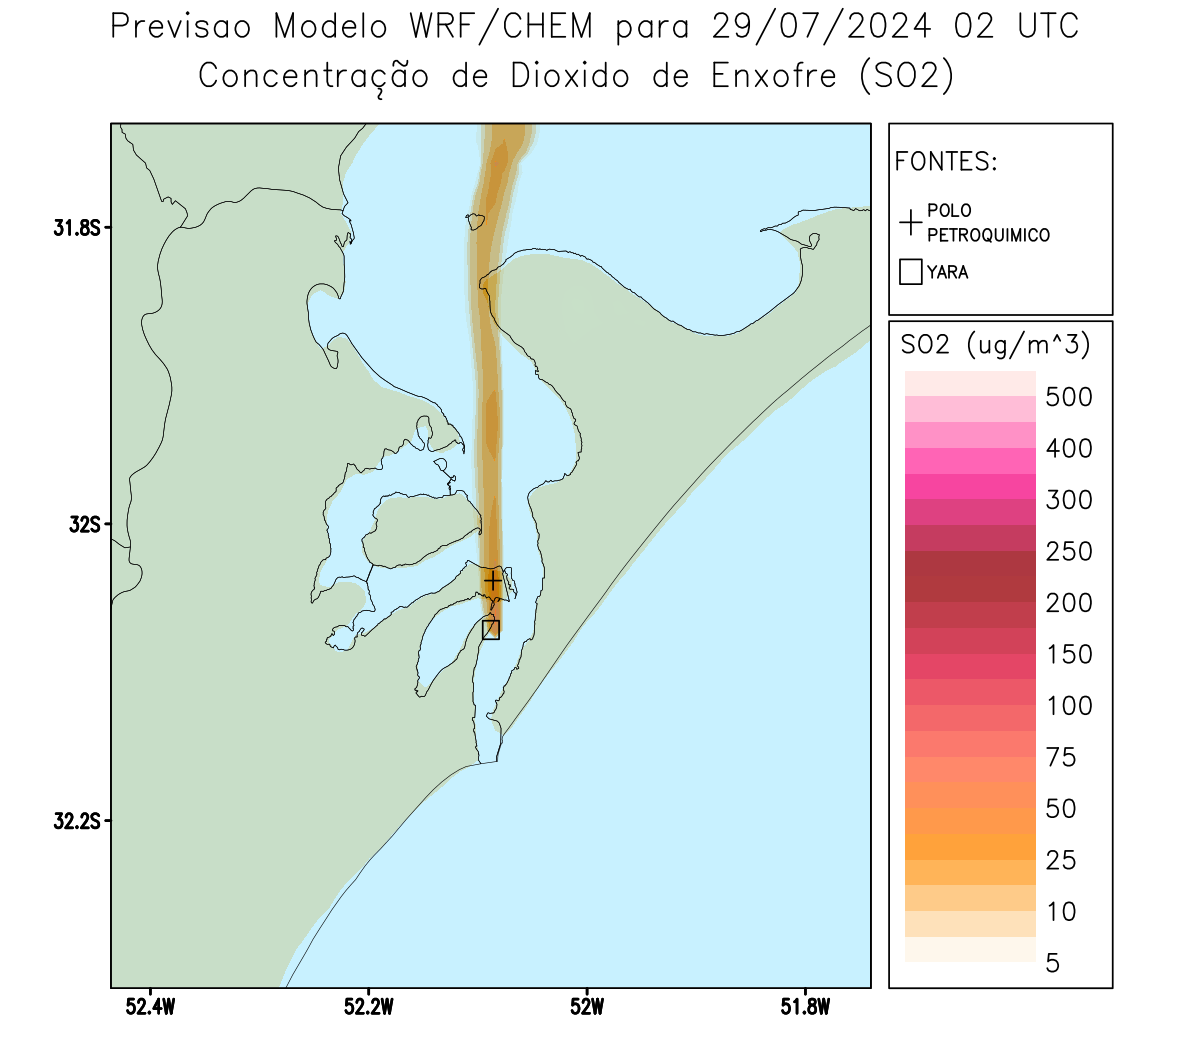 Previsao Modelo WRF/CHEM para 29/07/2024 02 UTC
Concentração de Dioxido de Enxofre (SO2)
FONTES:
POLO
PETROQUIMICO
YARA
31.8S
32S
32.2S
52.4W
52.2W
52W
51.8W
SO2 (ug/m^3)
500
400
300
250
200
150
100
75
50
25
10
5